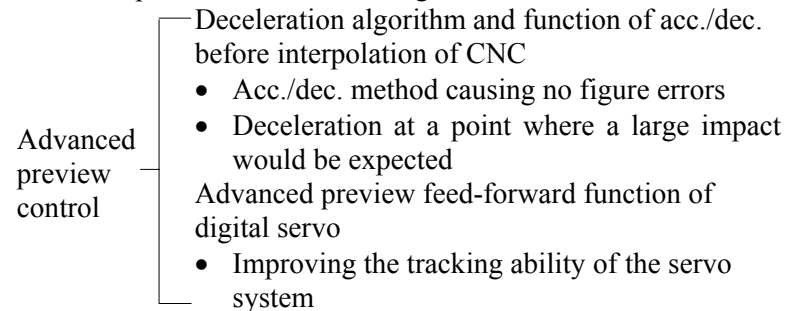 Deceleration algorithm and function of acc./dec.
before interpolation of CNC
• Acc./dec. method causing no figure errors
• Deceleration at a point where a large impact
would be expected
Advanced
preview
control
Advanced preview feed-forward function of
digital servo
• Improving the tracking ability of the servo
system